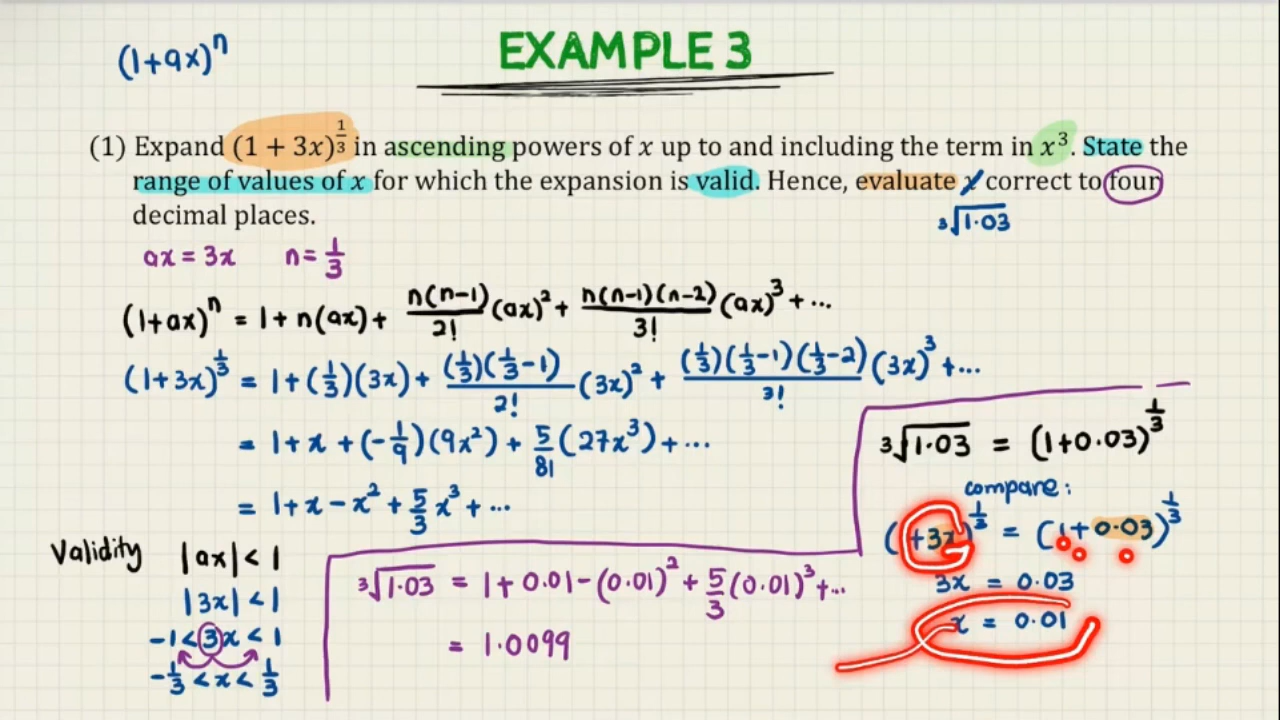 (1+ax)ⁿ
EXAMPLE 3
(1) Expand (1 + 3x)^(1/3) in ascending powers of x up to and including the term in x³. State the
range of values of x for which the expansion is valid. Hence, evaluate x correct to four
decimal places.
∛1.03
ax = 3x n = 1/3
(1+ax)ⁿ = 1 + n(ax) + n(n-1)/2! (ax)² + n(n-1)(n-2)/3! (ax)³ + ...
(1+3x)^(1/3) = 1 + (1/3)(3x) + (1/3)(1/3-1)/2! (3x)² + (1/3)(1/3-1)(1/3-2)/3! (3x)³ + ...
= 1 + x + (-1/9)(9x²) + 5/81 (27x³) + ...
= 1 + x - x² + 5/3 x³ + ...
Validity |ax| < 1
|3x| < 1
-1 < 3x < 1
-1/3 < x < 1/3
∛1.03 = 1 + 0.01 - (0.01)² + 5/3 (0.01)³ + ...
= 1.0099
∛1.03 = (1+0.03)^(1/3)
compare:
( +3x)^(1/3) = (1+0.03)^(1/3)
3x = 0.03
x = 0.01